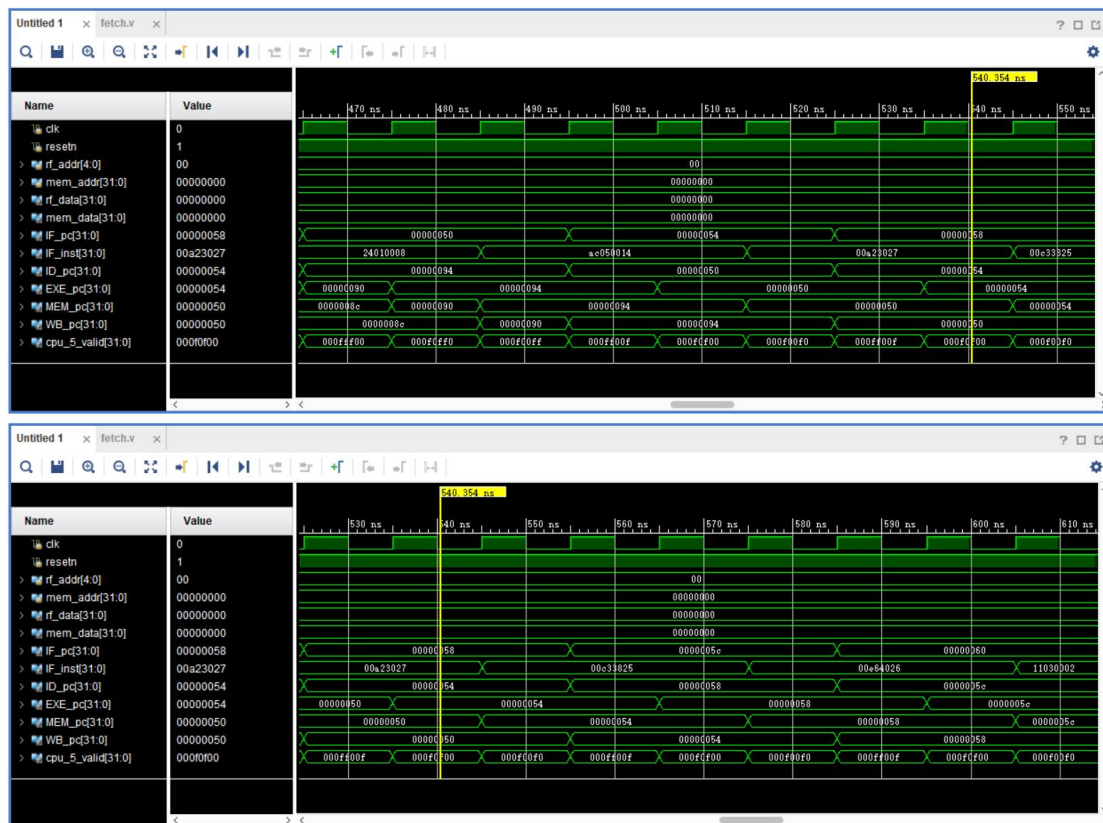 Untitled 1 × fetch.v ×
540.354 ns
Name Value 470 ns 480 ns 490 ns 500 ns 510 ns 520 ns 530 ns 540 ns 550 ns
clk 0
resetn 1
rf_addr[4:0] 00 00
mem_addr[31:0] 00000000 00000000
rf_data[31:0] 00000000 00000000
mem_data[31:0] 00000000 00000000
IF_pc[31:0] 00000058 00000050 00000054 00000058
IF_inst[31:0] 00a23027 24010008 ac050014 00a23027 00c33825
ID_pc[31:0] 00000054 00000094 00000050 00000054
EXE_pc[31:0] 00000054 00000090 00000094 00000050 00000054
MEM_pc[31:0] 00000050 0000008c 00000090 00000094 00000050 00000054
WB_pc[31:0] 00000050 0000008c 00000090 00000094 00000050
cpu_5_valid[31:0] 000f0f00 000fff00 000f0ff0 000f00ff 000ff00f 000f0f00 000f00f0 000ff00f 000f0f00 000f00f0
Untitled 1 × fetch.v ×
540.354 ns
Name Value 530 ns 540 ns 550 ns 560 ns 570 ns 580 ns 590 ns 600 ns 610 ns
clk 0
resetn 1
rf_addr[4:0] 00 00
mem_addr[31:0] 00000000 00000000
rf_data[31:0] 00000000 00000000
mem_data[31:0] 00000000 00000000
IF_pc[31:0] 00000058 00000058 0000005c 00000060
IF_inst[31:0] 00a23027 00a23027 00c33825 00e64026 11030002
ID_pc[31:0] 00000054 00000054 00000058 0000005c
EXE_pc[31:0] 00000054 00000050 00000054 00000058 0000005c
MEM_pc[31:0] 00000050 00000050 00000054 00000058 0000005c
WB_pc[31:0] 00000050 00000050 00000054 00000058
cpu_5_valid[31:0] 000f0f00 000ff00f 000f0f00 000f00f0 000ff00f 000f0f00 000f00f0 000ff00f 000f0f00 000f00f0